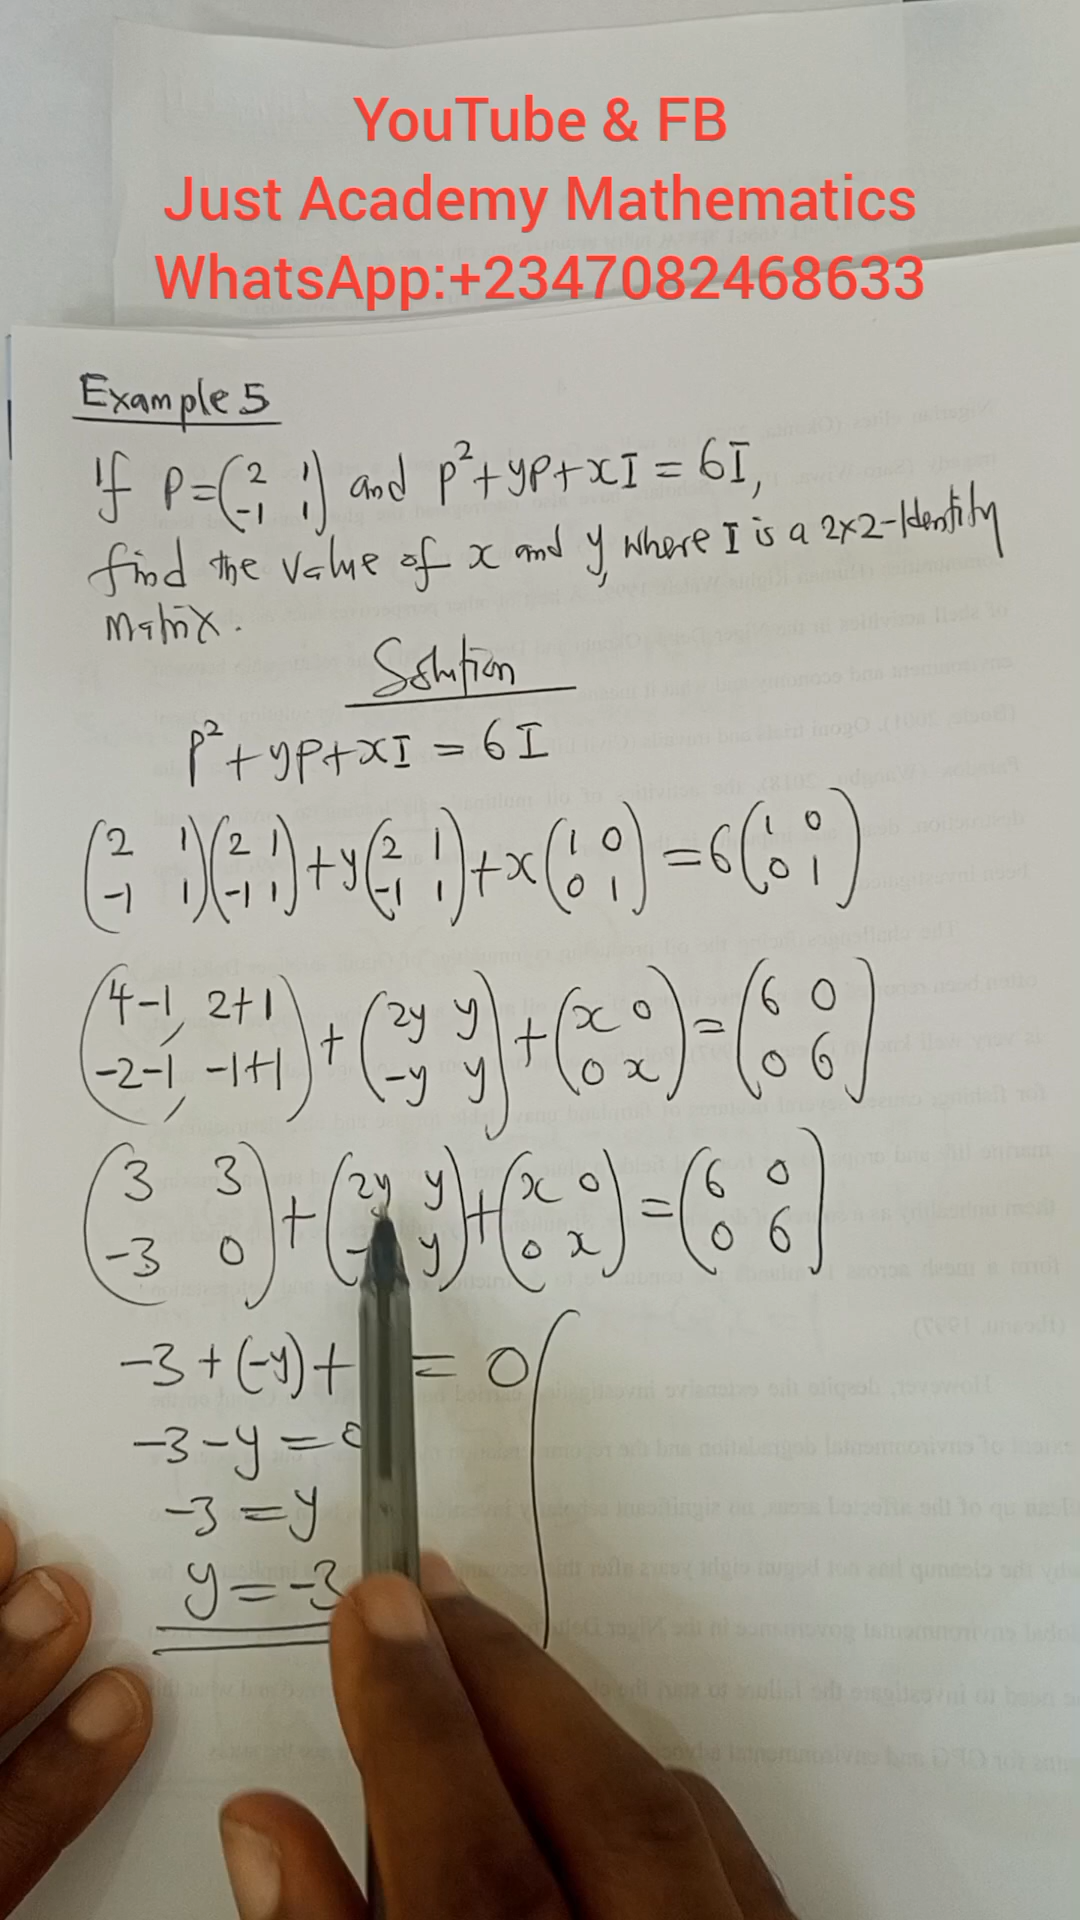 YouTube & FB
Just Academy Mathematics
WhatsApp:+2347082468633
Example 5
If P=(2 1
-1 1) and P²+yP+xI = 6I,
find the value of x and y, where I is a 2×2-Identity
matrix.
Solution
P²+yP+xI = 6I
(2 1
-1 1)(2 1
-1 1)+y(2 1
-1 1)+x(1 0
0 1)=6(1 0
0 1)
(4-1, 2+1
-2-1, -1+1)+(2y y
-y y)+(x 0
0 x)=(6 0
0 6)
(3 3
-3 0)+(2y y
- y)+(x 0
0 x)=(6 0
0 6)
-3+(-y)+ = 0
-3-y=0
-3=y
y=-3